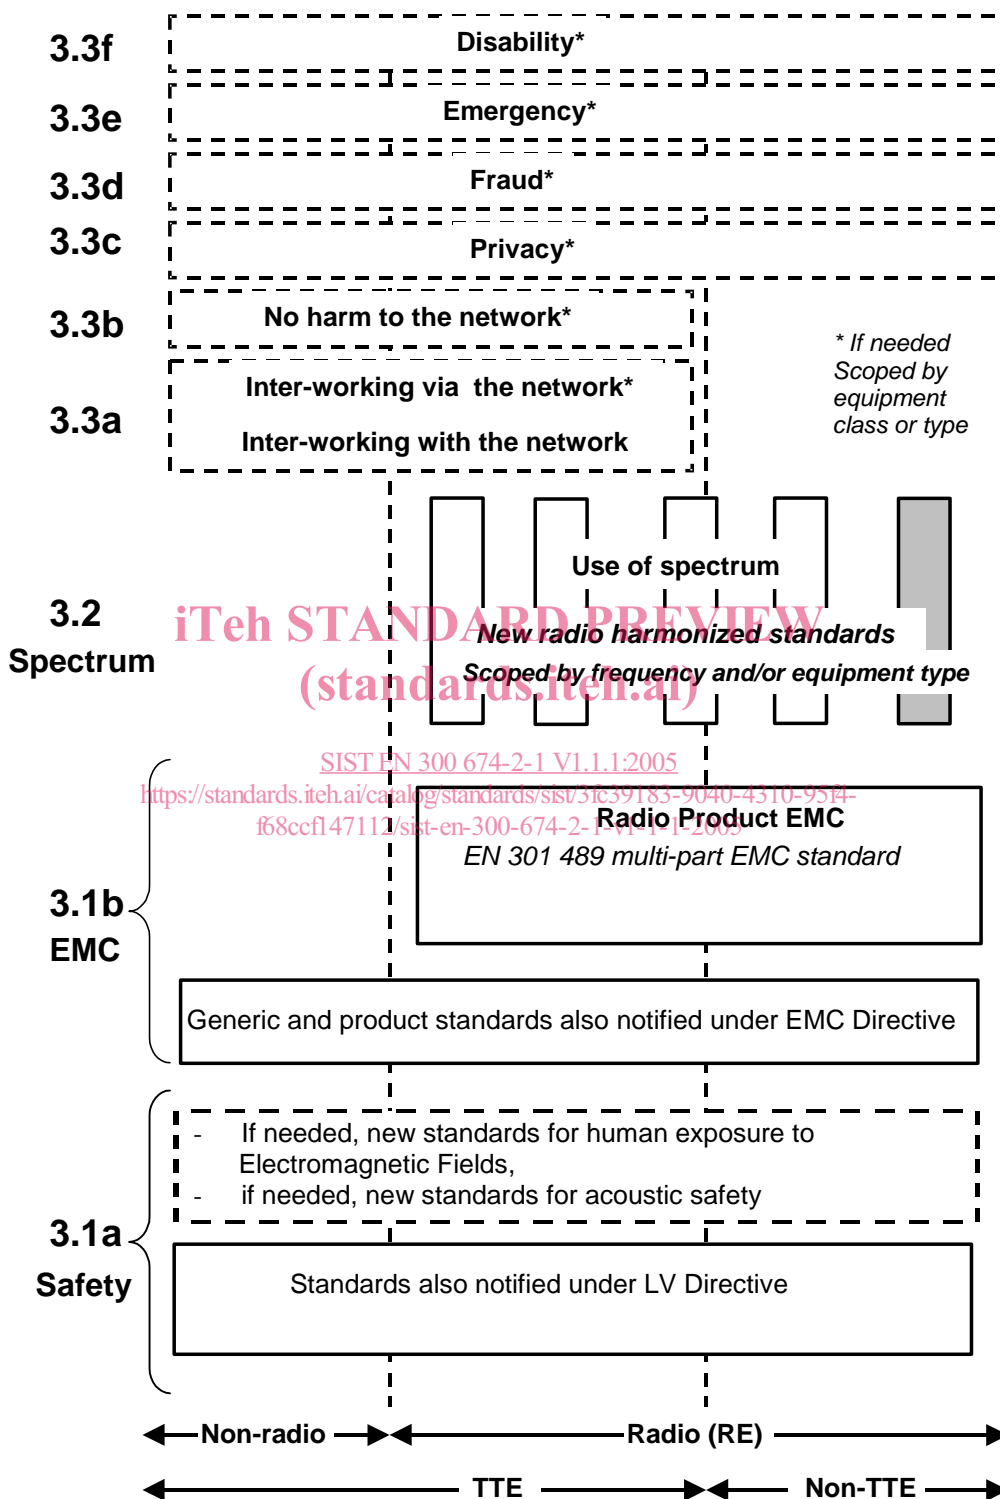 3.3f
Disability*
3.3e
Emergency*
3.3d
Fraud*
3.3c
Privacy*
3.3b
No harm to the network*
* If needed
Scoped by
equipment
class or type
3.3a
Inter-working via the network*
Inter-working with the network
Use of spectrum
3.2
Spectrum
iTeh STANDARD PREVIEW
New radio harmonized standards
(standards.iteh.ai)
Scoped by frequency and/or equipment type
SIST EN 300 674-2-1 V1.1.1:2005
https://standards.iteh.ai/catalog/standards/sist/3fc39183-9040-4310-95f4-
f68ccf147112/sist-en-300-674-2-1-v1-1-1-2005
Radio Product EMC
EN 301 489 multi-part EMC standard
3.1b
EMC
Generic and product standards also notified under EMC Directive
- If needed, new standards for human exposure to
Electromagnetic Fields,
- if needed, new standards for acoustic safety
3.1a
Safety
Standards also notified under LV Directive
Non-radio
Radio (RE)
TTE
Non-TTE